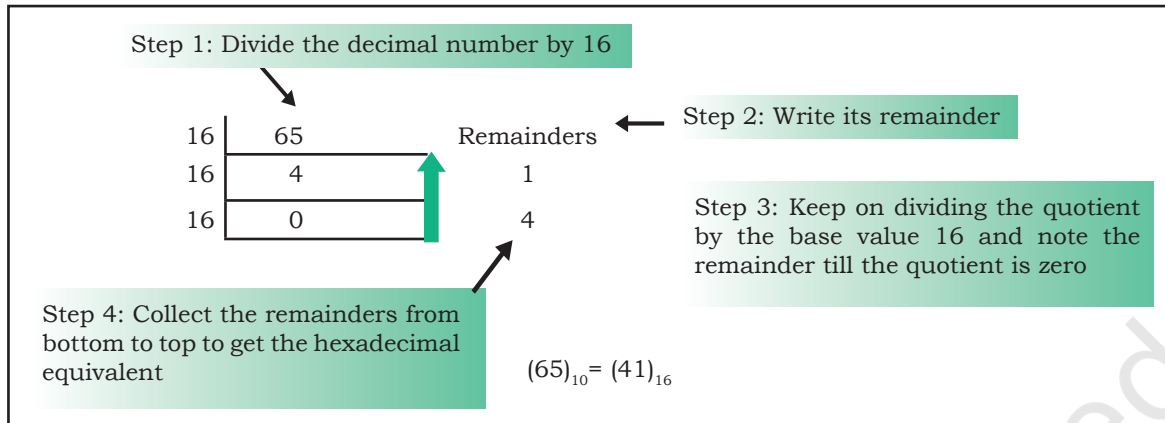 Step 1: Divide the decimal number by 16
16 65 Remainders
Step 2: Write its remainder
16 4 1
16 0 4
Step 3: Keep on dividing the quotient
by the base value 16 and note the
remainder till the quotient is zero
Step 4: Collect the remainders from
bottom to top to get the hexadecimal
equivalent
(65)₁₀= (41)₁₆